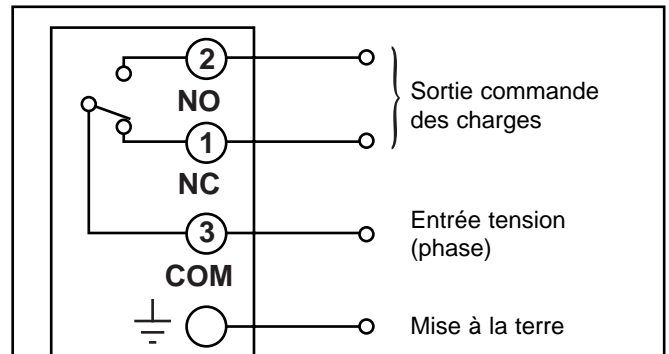 2
NO
Sortie commande
des charges
1
NC
3
Entrée tension
(phase)
COM
Mise à la terre